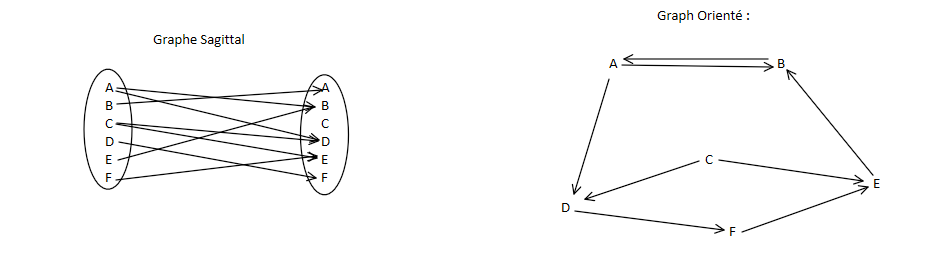 Graphe Sagittal
A A
B B
C C
D D
E E
F F
Graph Orienté :
A B
C
E
D
F